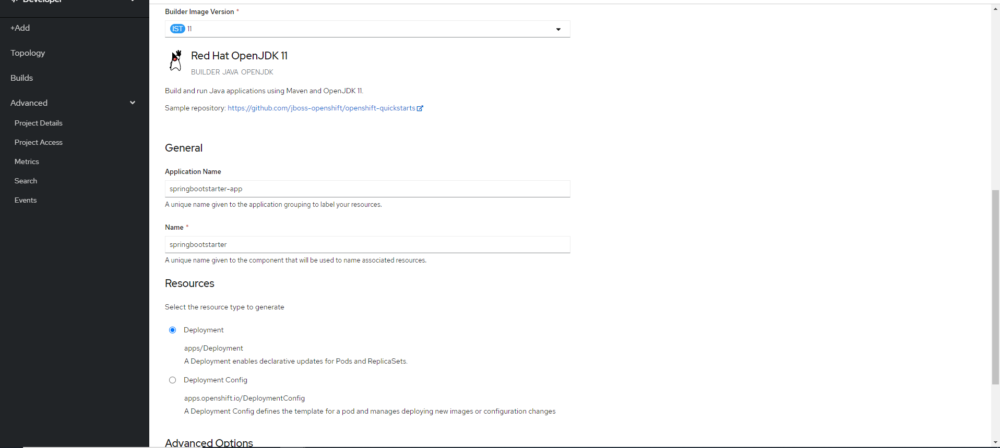 Developer
+Add
Topology
Builds
Advanced
Project Details
Project Access
Metrics
Search
Events
Builder Image Version *
IST 11
Red Hat OpenJDK 11
BUILDER JAVA OPENJDK
Build and run Java applications using Maven and OpenJDK 11.
Sample repository: https://github.com/jboss-openshift/openshift-quickstarts
General
Application Name
springbootstarter-app
A unique name given to the application grouping to label your resources.
Name *
springbootstarter
A unique name given to the component that will be used to name associated resources.
Resources
Select the resource type to generate
Deployment
apps/Deployment
A Deployment enables declarative updates for Pods and ReplicaSets.
Deployment Config
apps.openshift.io/DeploymentConfig
A Deployment Config defines the template for a pod and manages deploying new images or configuration changes
Advanced Options